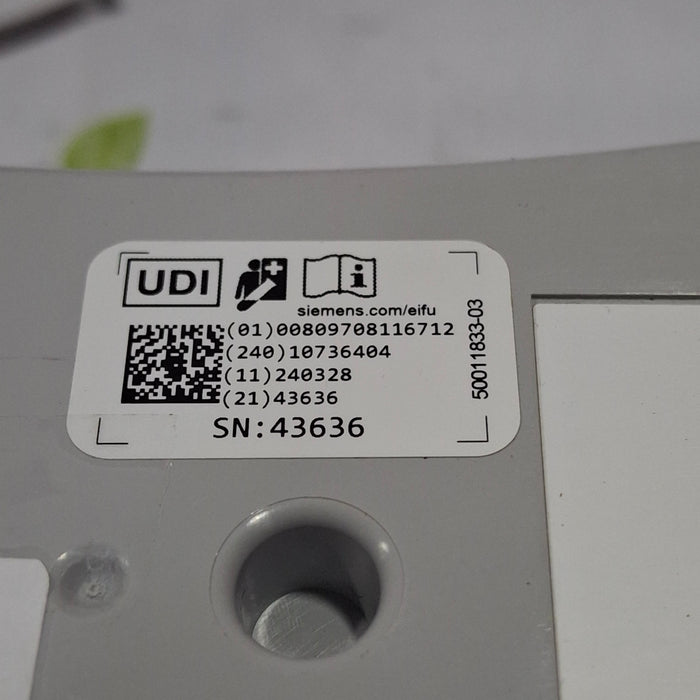 UDI
siemens.com/eifu
(01)00809708116712
(240)10736404
(11)240328
(21)43636
SN:43636
50011833-03